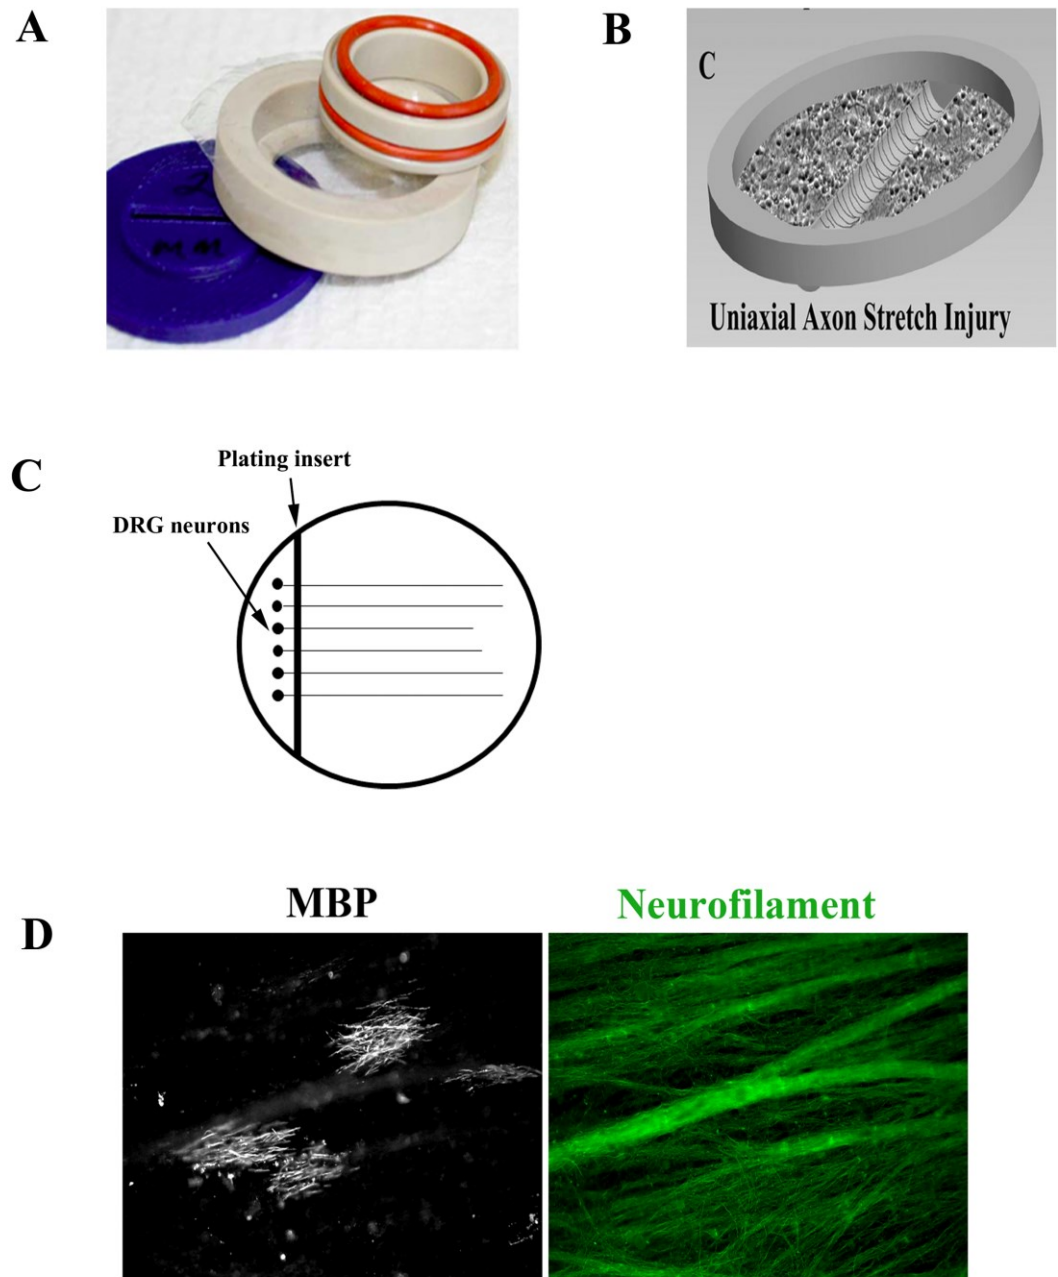 A
B
C
Uniaxial Axon Stretch Injury
C
Plating insert
DRG neurons
D
MBP
Neurofilament